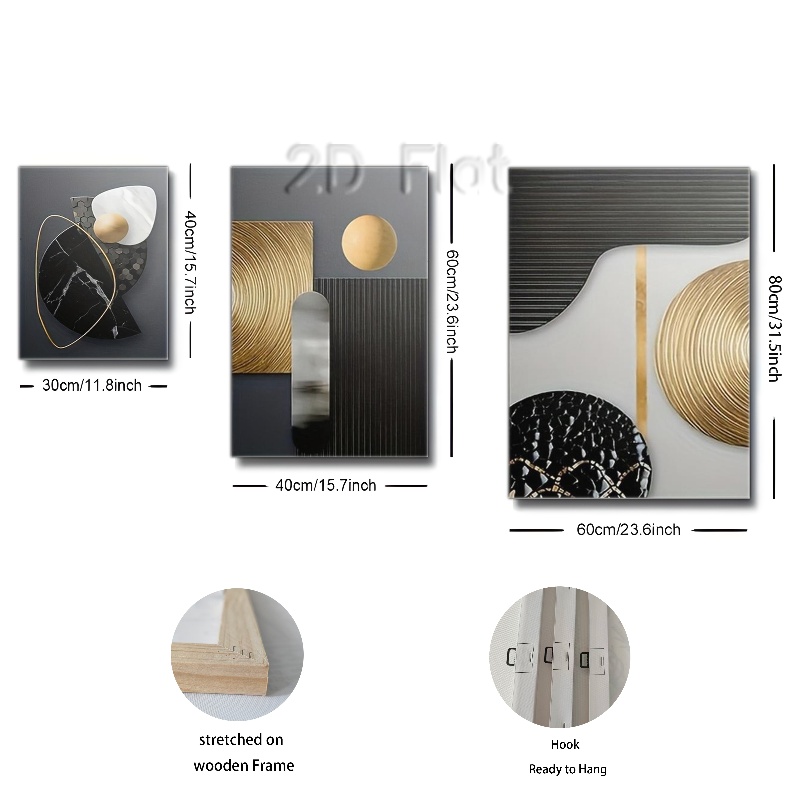 2D Flat
40cm/15.7inch
30cm/11.8inch
60cm/23.6inch
40cm/15.7inch
80cm/31.5inch
60cm/23.6inch
stretched on
wooden Frame
Hook
Ready to Hang